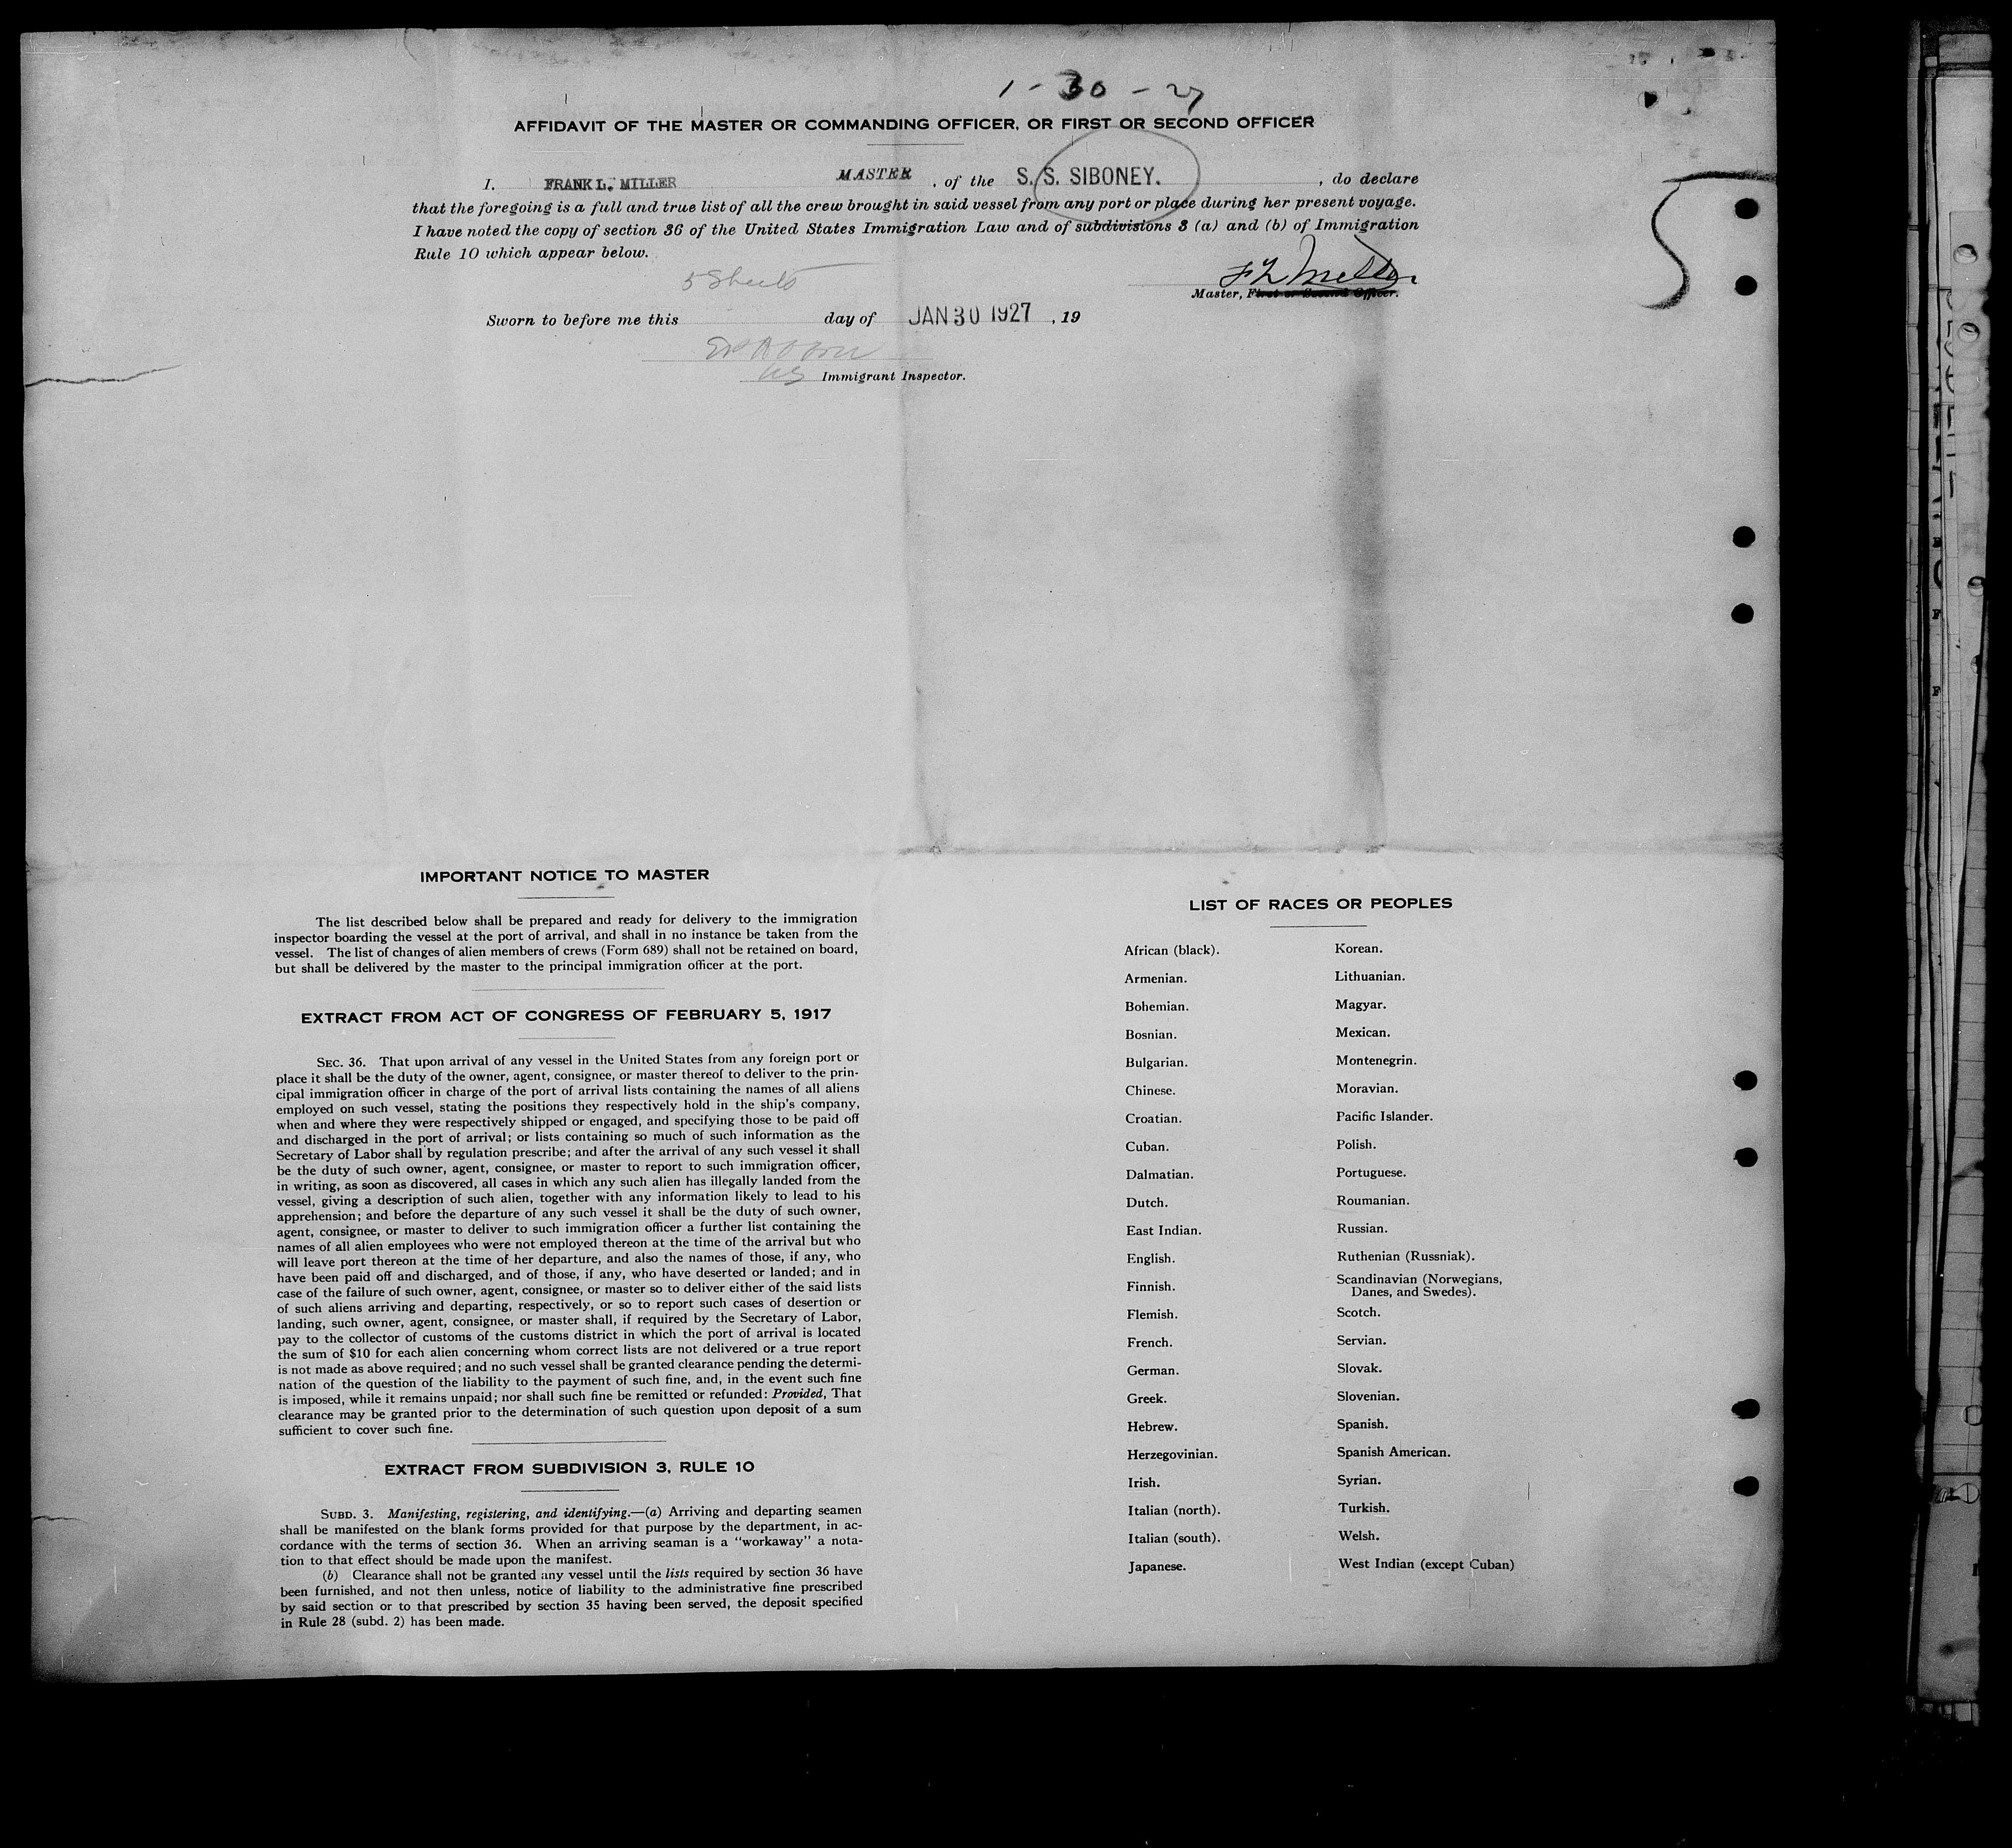 1-30-27
AFFIDAVIT OF THE MASTER OR COMMANDING OFFICER, OR FIRST OR SECOND OFFICER
I. FRANK L. MILLER MASTER, of the S. S. SIBONEY. , do declare
that the foregoing is a full and true list of all the crew brought in said vessel from any port or place during her present voyage.
I have noted the copy of section 36 of the United States Immigration Law and of subdivisions 3 (a) and (b) of Immigration
Rule 10 which appear below.
5 Sheets
F L Miller
Master, First or Second Officer.
Sworn to before me this day of JAN 30 1927 , 19
US Immigrant Inspector.
5
IMPORTANT NOTICE TO MASTER
The list described below shall be prepared and ready for delivery to the immigration
inspector boarding the vessel at the port of arrival, and shall in no instance be taken from the
vessel. The list of changes of alien members of crews (Form 689) shall not be retained on board,
but shall be delivered by the master to the principal immigration officer at the port.
EXTRACT FROM ACT OF CONGRESS OF FEBRUARY 5, 1917
SEC. 36. That upon arrival of any vessel in the United States from any foreign port or
place it shall be the duty of the owner, agent, consignee, or master thereof to deliver to the prin-
cipal immigration officer in charge of the port of arrival lists containing the names of all aliens
employed on such vessel, stating the positions they respectively hold in the ship's company,
when and where they were respectively shipped or engaged, and specifying those to be paid off
and discharged in the port of arrival; or lists containing so much of such information as the
Secretary of Labor shall by regulation prescribe; and after the arrival of any such vessel it shall
be the duty of such owner, agent, consignee, or master to report to such immigration officer,
in writing, as soon as discovered, all cases in which any such alien has illegally landed from the
vessel, giving a description of such alien, together with any information likely to lead to his
apprehension; and before the departure of any such vessel it shall be the duty of such owner,
agent, consignee, or master to deliver to such immigration officer a further list containing the
names of all alien employees who were not employed thereon at the time of the arrival but who
will leave port thereon at the time of her departure, and also the names of those, if any, who
have been paid off and discharged, and of those, if any, who have deserted or landed; and in
case of the failure of such owner, agent, consignee, or master so to deliver either of the said lists
of such aliens arriving and departing, respectively, or so to report such cases of desertion or
landing, such owner, agent, consignee, or master shall, if required by the Secretary of Labor,
pay to the collector of customs of the customs district in which the port of arrival is located
the sum of $10 for each alien concerning whom correct lists are not delivered or a true report
is not made as above required; and no such vessel shall be granted clearance pending the determi-
nation of the question of the liability to the payment of such fine, and, in the event such fine
is imposed, while it remains unpaid; nor shall such fine be remitted or refunded: Provided, That
clearance may be granted prior to the determination of such question upon deposit of a sum
sufficient to cover such fine.
EXTRACT FROM SUBDIVISION 3, RULE 10
SUBD. 3. Manifesting, registering, and identifying.—(a) Arriving and departing seamen
shall be manifested on the blank forms provided for that purpose by the department, in ac-
cordance with the terms of section 36. When an arriving seaman is a "workaway" a nota-
tion to that effect should be made upon the manifest.
(b) Clearance shall not be granted any vessel until the lists required by section 36 have
been furnished, and not then unless, notice of liability to the administrative fine prescribed
by said section or to that prescribed by section 35 having been served, the deposit specified
in Rule 28 (subd. 2) has been made.
LIST OF RACES OR PEOPLES
African (black).
Armenian.
Bohemian.
Bosnian.
Bulgarian.
Chinese.
Croatian.
Cuban.
Dalmatian.
Dutch.
East Indian.
English.
Finnish.
Flemish.
French.
German.
Greek.
Hebrew.
Herzegovinian.
Irish.
Italian (north).
Italian (south).
Japanese.
Korean.
Lithuanian.
Magyar.
Mexican.
Montenegrin.
Moravian.
Pacific Islander.
Polish.
Portuguese.
Roumanian.
Russian.
Ruthenian (Russniak).
Scandinavian (Norwegians,
Danes, and Swedes).
Scotch.
Servian.
Slovak.
Slovenian.
Spanish.
Spanish American.
Syrian.
Turkish.
Welsh.
West Indian (except Cuban)